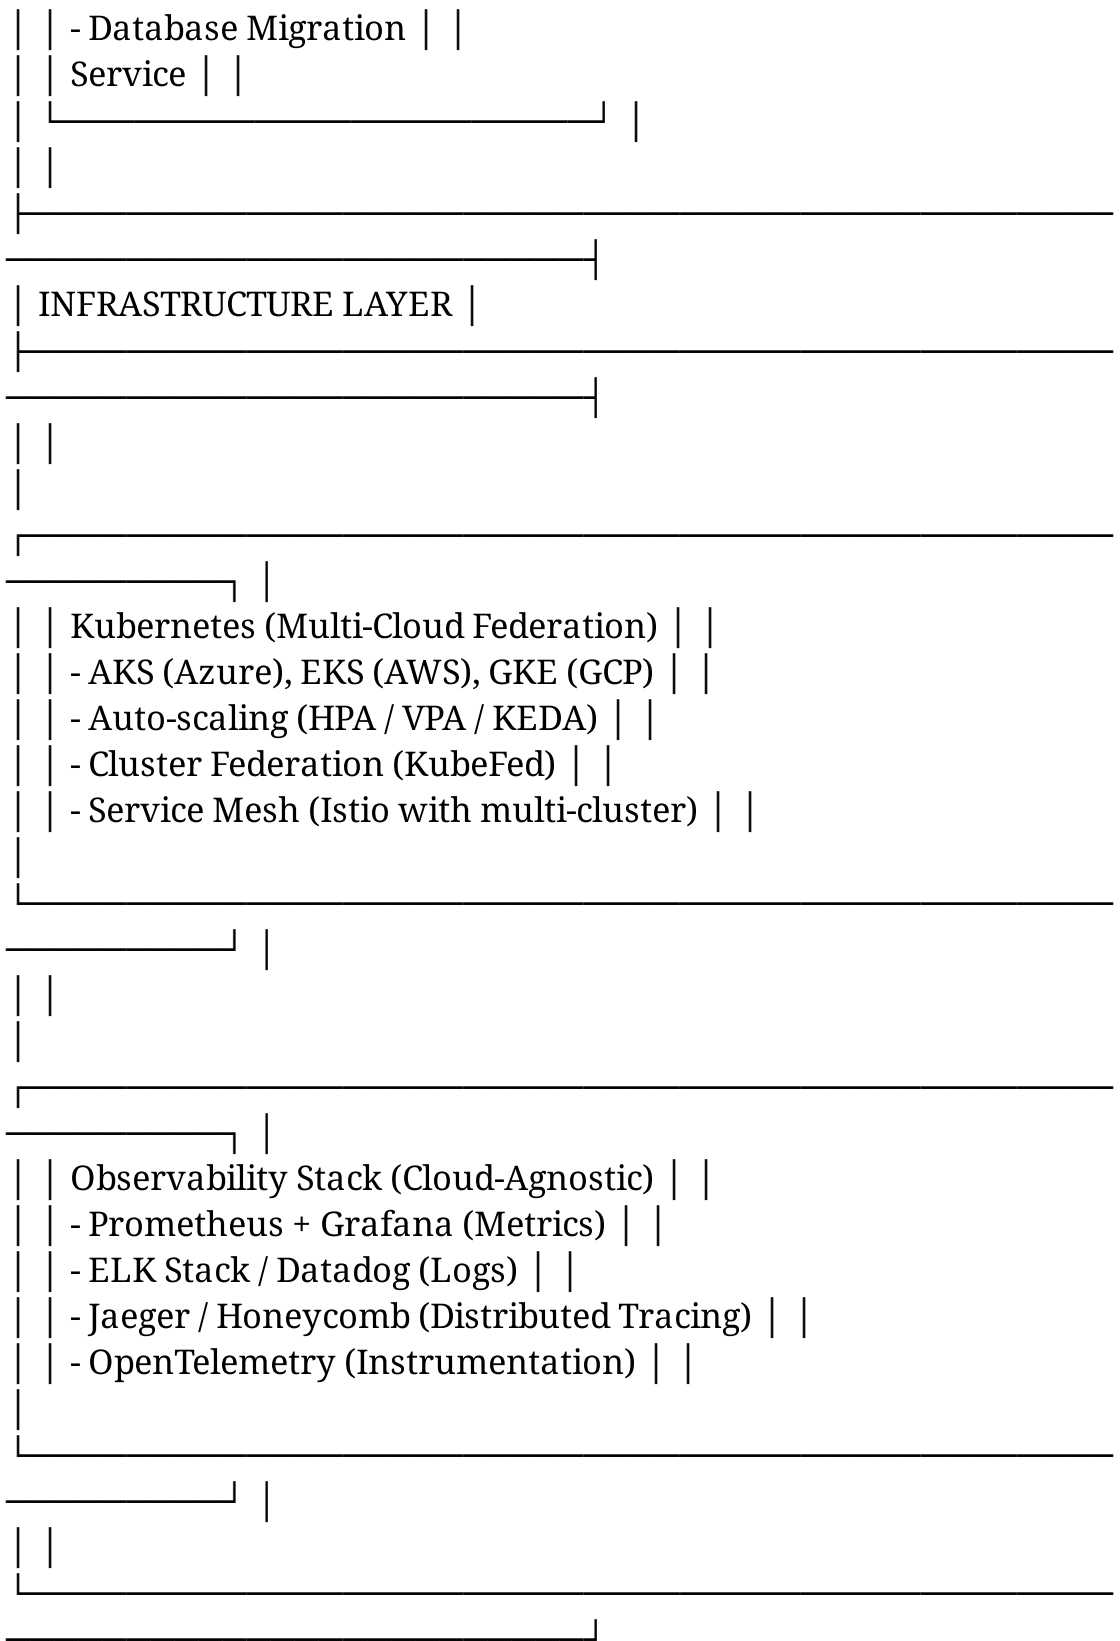 │ │ - Database Migration │ │
│ │ Service │ │
│ └────────────────────────────┘ │
│ │
├──────────────────────────────────────────────────────
─────────────────────────────┤
│ INFRASTRUCTURE LAYER │
├──────────────────────────────────────────────────────
─────────────────────────────┤
│ │
│
┌──────────────────────────────────────────────────────
───────────┐ │
│ │ Kubernetes (Multi-Cloud Federation) │ │
│ │ - AKS (Azure), EKS (AWS), GKE (GCP) │ │
│ │ - Auto-scaling (HPA / VPA / KEDA) │ │
│ │ - Cluster Federation (KubeFed) │ │
│ │ - Service Mesh (Istio with multi-cluster) │ │
│
└──────────────────────────────────────────────────────
───────────┘ │
│ │
│
┌──────────────────────────────────────────────────────
───────────┐ │
│ │ Observability Stack (Cloud-Agnostic) │ │
│ │ - Prometheus + Grafana (Metrics) │ │
│ │ - ELK Stack / Datadog (Logs) │ │
│ │ - Jaeger / Honeycomb (Distributed Tracing) │ │
│ │ - OpenTelemetry (Instrumentation) │ │
│
└──────────────────────────────────────────────────────
───────────┘ │
│ │
└──────────────────────────────────────────────────────
─────────────────────────────┘